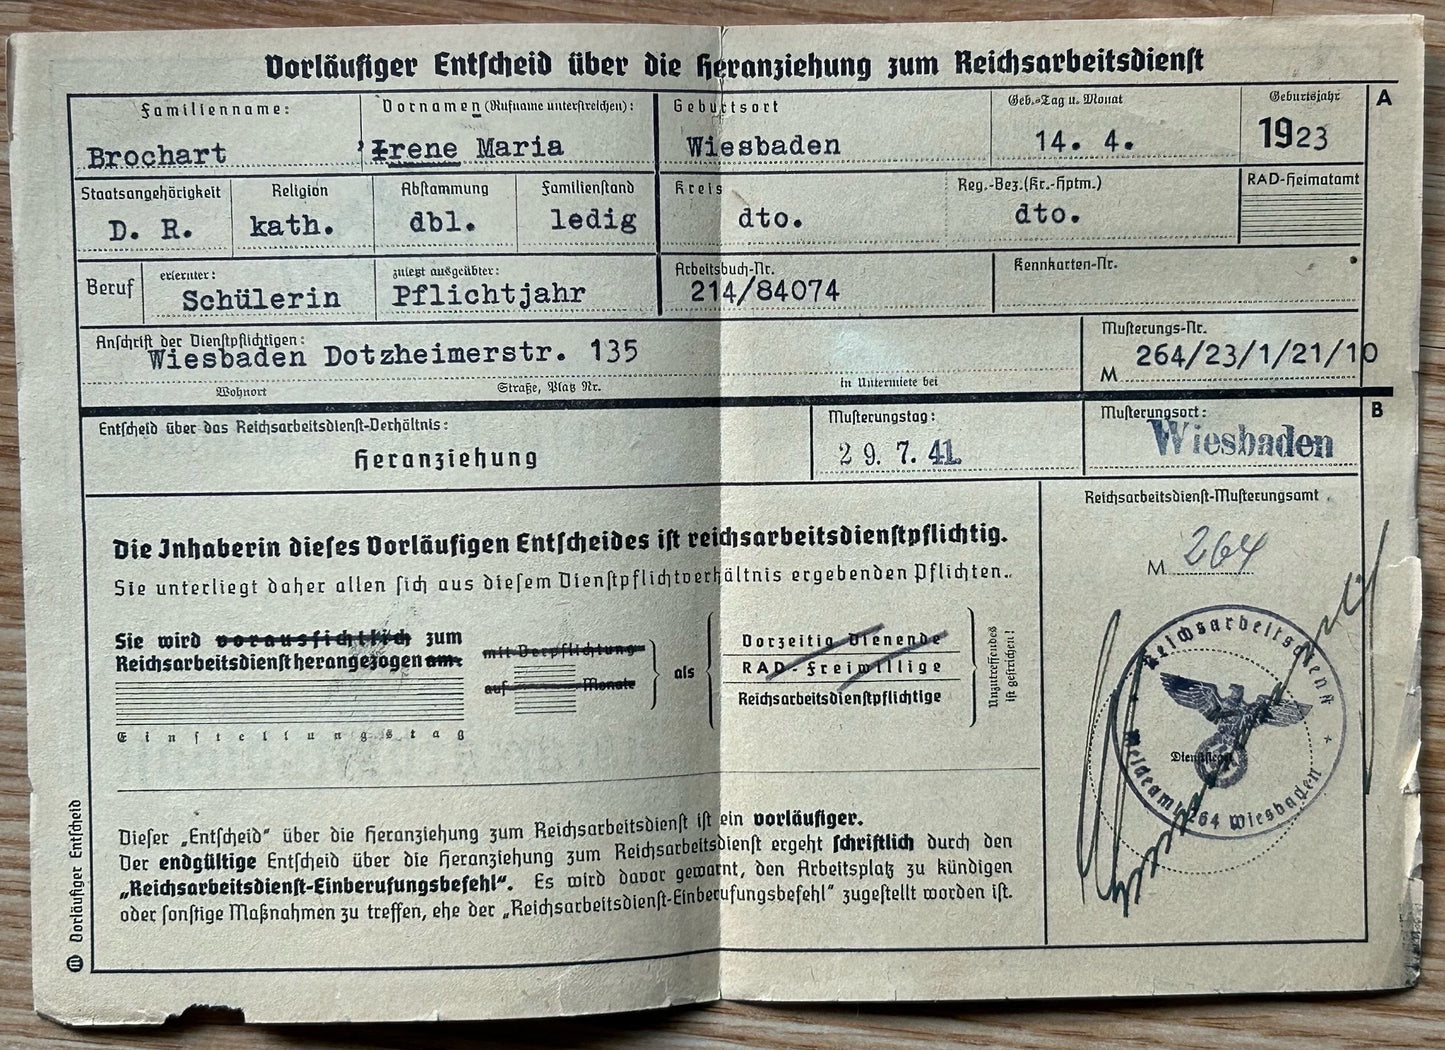 Vorläufiger Entscheid über die Heranziehung zum Reichsarbeitsdienst
A
Familienname:
Brochart
Vornamen (Rufname unterstreichen):
Irene Maria
Geburtsort
Wiesbaden
Geb.-Tag u. Monat
14. 4.
Geburtsjahr
1923
Staatsangehörigkeit
D. R.
Religion
kath.
Abstammung
dbl.
Familienstand
ledig
Kreis
dto.
Reg.-Bez.(Kr.-Hptm.)
dto.
RAD-Heimatamt
Beruf
erlernter:
Schülerin
zuletzt ausgeübter:
Pflichtjahr
Arbeitsbuch-Nr.
214/84074
Kennkarten-Nr.
Anschrift der Dienstpflichtigen:
Wiesbaden Dotzheimerstr. 135
Wohnort
Straße, Platz Nr.
in Untermiete bei
Musterungs-Nr.
M 264/23/1/21/10
B
Entscheid über das Reichsarbeitsdienst-Verhältnis:
Heranziehung
Musterungstag:
29. 7. 41.
Musterungsort:
Wiesbaden
Die Inhaberin dieses Vorläufigen Entscheides ist reichsarbeitsdienstpflichtig.
Sie unterliegt daher allen sich aus diesem Dienstpflichtverhältnis ergebenden Pflichten.
Sie wird voraussichtlich zum
Reichsarbeitsdienst herangezogen am:
Einstellungstag
mit Verpflichtung
auf Monate
als
Vorzeitig Dienende
RAD-Freiwillige
Reichsarbeitsdienstpflichtige
Unzutreffendes
ist gestrichen!
Reichsarbeitsdienst-Musterungsamt
M 264
Reichsarbeitsdienst
Dienstsiegel
Meldeamt 264 Wiesbaden
Dieser „Entscheid“ über die Heranziehung zum Reichsarbeitsdienst ist ein vorläufiger.
Der endgültige Entscheid über die Heranziehung zum Reichsarbeitsdienst ergeht schriftlich durch den
„Reichsarbeitsdienst-Einberufungsbefehl“. Es wird davor gewarnt, den Arbeitsplatz zu kündigen
oder sonstige Maßnahmen zu treffen, ehe der „Reichsarbeitsdienst-Einberufungsbefehl“ zugestellt worden ist.
Vorläufiger Entscheid